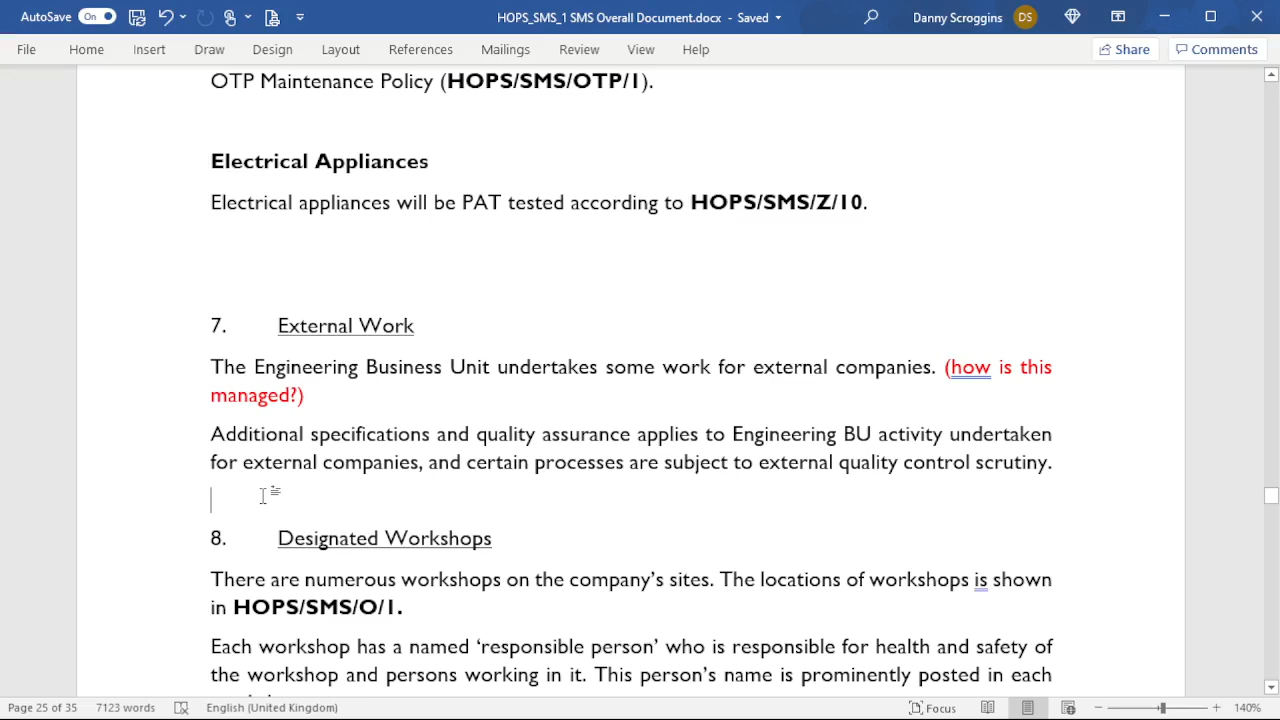 AutoSave On HOPS_SMS_1 SMS Overall Document.docx - Saved Danny Scroggins DS
File Home Insert Draw Design Layout References Mailings Review View Help Share Comments
OTP Maintenance Policy (HOPS/SMS/OTP/1).
Electrical Appliances
Electrical appliances will be PAT tested according to HOPS/SMS/Z/10.
7. External Work
The Engineering Business Unit undertakes some work for external companies. (how is this
managed?)
Additional specifications and quality assurance applies to Engineering BU activity undertaken
for external companies, and certain processes are subject to external quality control scrutiny.
8. Designated Workshops
There are numerous workshops on the company's sites. The locations of workshops is shown
in HOPS/SMS/O/1.
Each workshop has a named ‘responsible person’ who is responsible for health and safety of
the workshop and persons working in it. This person's name is prominently posted in each
Page 25 of 35 7123 words English (United Kingdom) Focus 140%